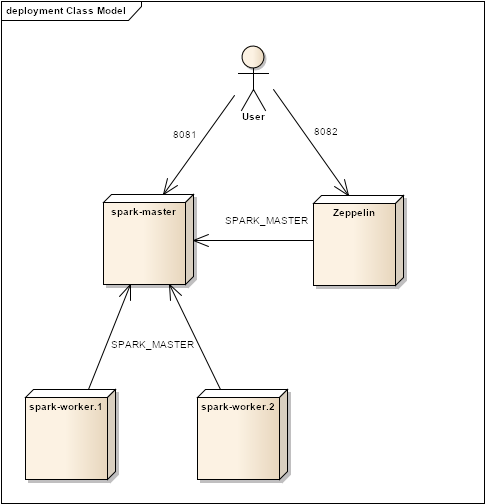 deployment Class Model
User
8081
8082
spark-master
Zeppelin
SPARK_MASTER
SPARK_MASTER
spark-worker.1
spark-worker.2